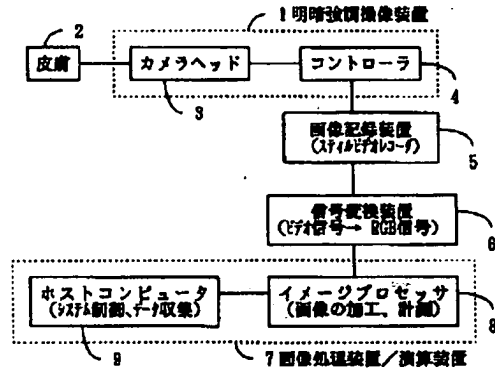 1明暗強調撮像装置
2
皮膚
カメラヘッド
コントローラ
3
4
画像記録装置
(スティルビデオレコーダ)
5
信号変換装置
(ビデオ信号→RGB信号)
6
ホストコンピュータ
(システム制御、データ収集)
イメージプロセッサ
(画像の加工、計測)
9
8
7画像処理装置/演算装置